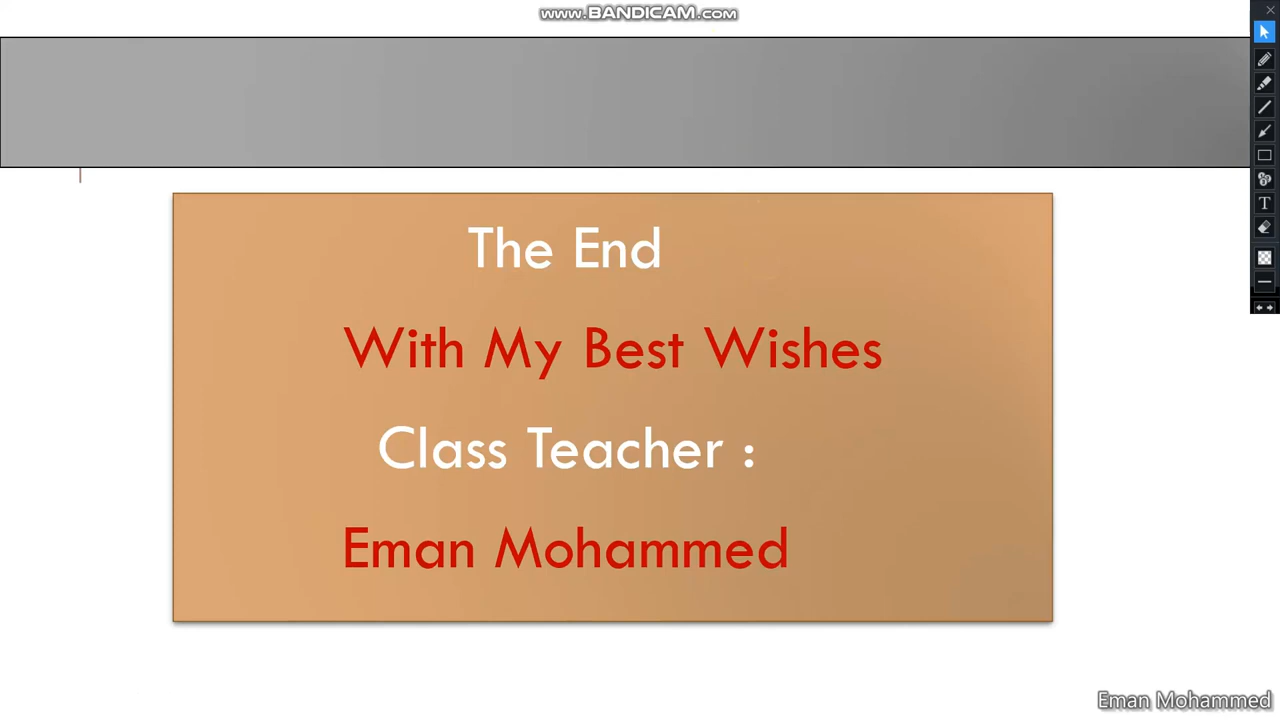 www.BANDICAM.com
The End
With My Best Wishes
Class Teacher :
Eman Mohammed
Eman Mohammed